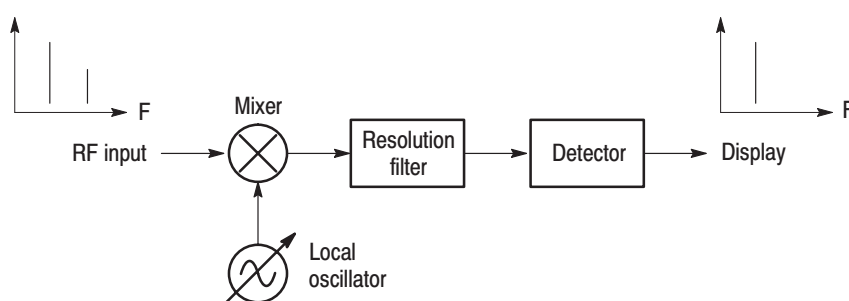 F
Mixer
RF input
Resolution
filter
Detector
Display
F
Local
oscillator